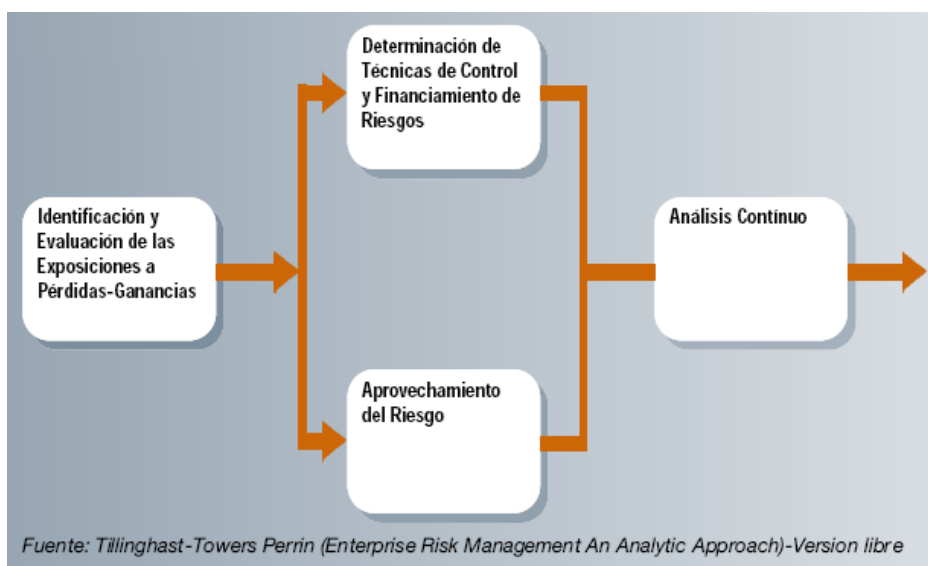 Determinación de
Técnicas de Control
y Financiamiento de
Riesgos
Identificación y
Evaluación de las
Exposiciones a
Pérdidas-Ganancias
Análisis Contínuo
Aprovechamiento
del Riesgo
Fuente: Tillinghast-Towers Perrin (Enterprise Risk Management An Analytic Approach)-Version libre